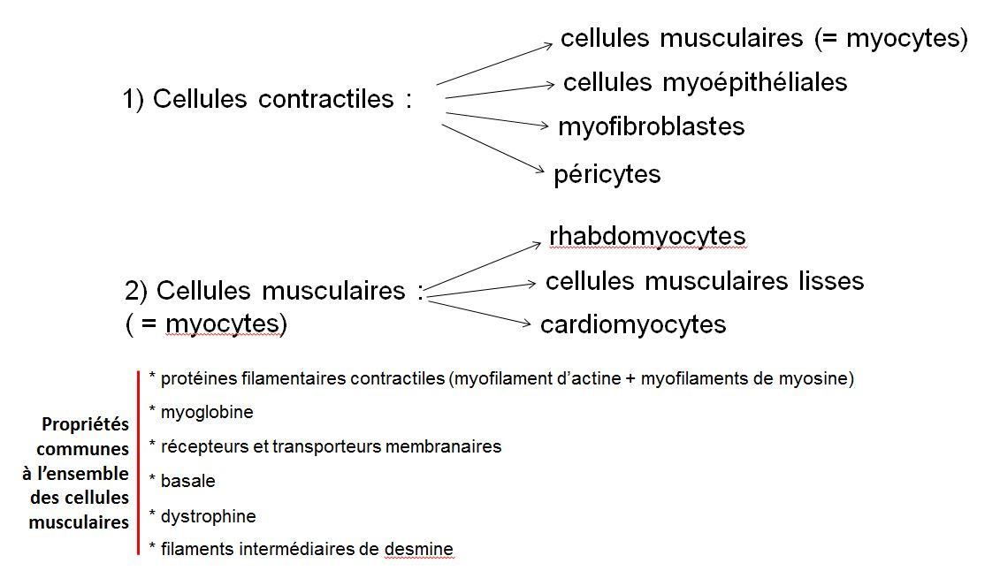 cellules musculaires (= myocytes)
1) Cellules contractiles :
cellules myoépithéliales
myofibroblastes
péricytes
rhabdomyocytes
2) Cellules musculaires :
( = myocytes)
cellules musculaires lisses
cardiomyocytes
Propriétés
communes
à l’ensemble
des cellules
musculaires
* protéines filamentaires contractiles (myofilament d’actine + myofilaments de myosine)
* myoglobine
* récepteurs et transporteurs membranaires
* basale
* dystrophine
* filaments intermédiaires de desmine